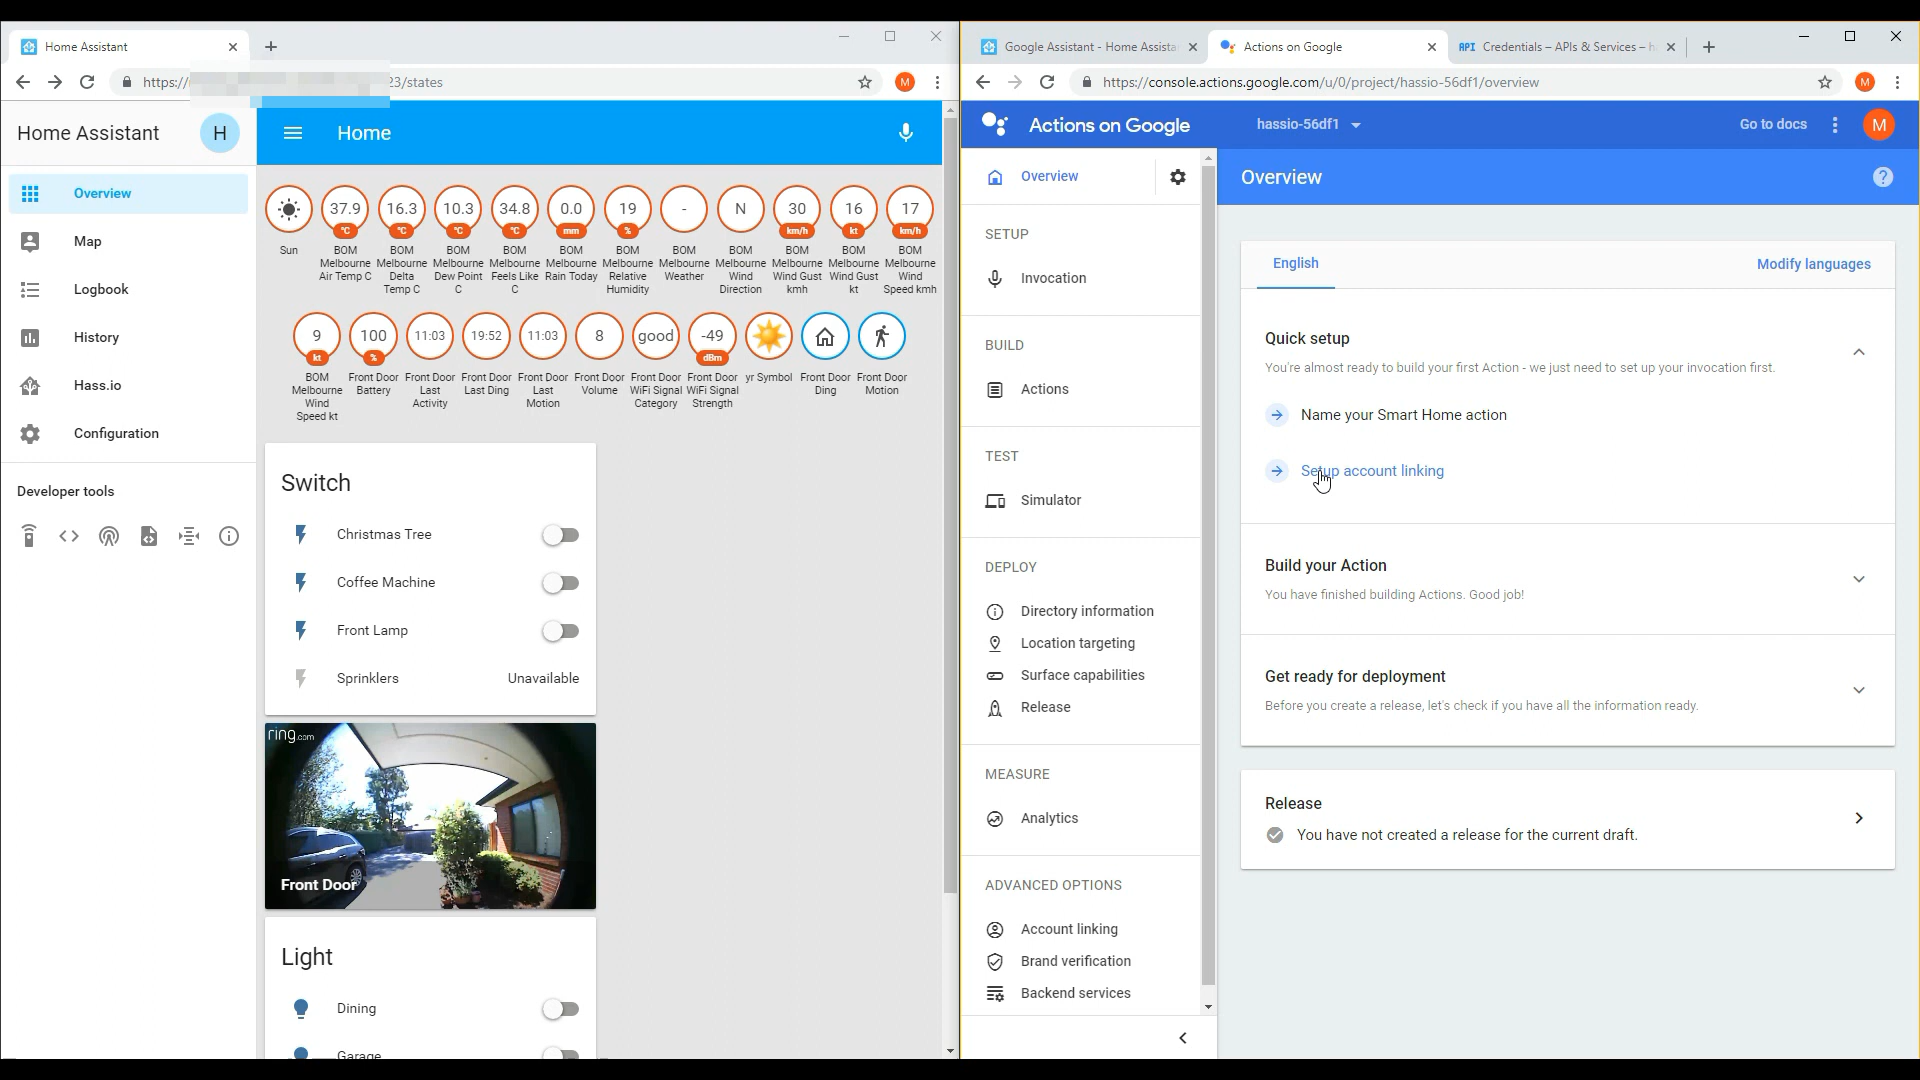 Home Assistant
https://
23/states
M
Home Assistant
H
Overview
Map
Logbook
History
Hass.io
Configuration
Developer tools
Home
37.9 16.3 10.3 34.8 0.0 19 - N 30 16 17
°C °C °C °C mm % km/h kt km/h
Sun
BOM Melbourne Air Temp C
BOM Melbourne Delta Temp C
BOM Melbourne Dew Point C
BOM Melbourne Feels Like C
BOM Melbourne Rain Today
BOM Melbourne Relative Humidity
BOM Melbourne Weather
BOM Melbourne Wind Direction
BOM Melbourne Wind Gust kmh
BOM Melbourne Wind Gust kt
BOM Melbourne Wind Speed kmh
9 100 11:03 19:52 11:03 8 good -49
kt % dBm
BOM Melbourne Wind Speed kt
Front Door Battery
Front Door Last Activity
Front Door Last Ding
Front Door Last Motion
Front Door Volume
Front Door WiFi Signal Category
Front Door WiFi Signal Strength
yr Symbol
Front Door Ding
Front Door Motion
Switch
Christmas Tree
Coffee Machine
Front Lamp
Sprinklers Unavailable
ring.com
Front Door
Light
Dining
Garage
Google Assistant - Home Assista
Actions on Google
API Credentials – APIs & Services – h
https://console.actions.google.com/u/0/project/hassio-56df1/overview
M
Actions on Google
hassio-56df1
Go to docs
M
Overview
SETUP
Invocation
BUILD
Actions
TEST
Simulator
DEPLOY
Directory information
Location targeting
Surface capabilities
Release
MEASURE
Analytics
ADVANCED OPTIONS
Account linking
Brand verification
Backend services
Overview
?
English
Modify languages
Quick setup
You're almost ready to build your first Action - we just need to set up your invocation first.
Name your Smart Home action
Setup account linking
Build your Action
You have finished building Actions. Good job!
Get ready for deployment
Before you create a release, let's check if you have all the information ready.
Release
You have not created a release for the current draft.